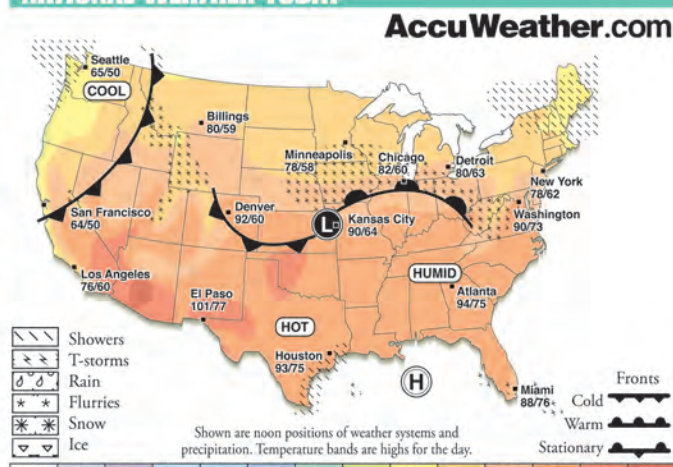 NATIONAL WEATHER TODAY
AccuWeather.com
Seattle
65/50
COOL
Billings
80/59
Minneapolis
78/58
Chicago
82/60
Detroit
80/63
New York
78/62
San Francisco
64/50
Denver
92/60
L
Kansas City
90/64
Washington
90/73
Los Angeles
76/60
El Paso
101/77
HUMID
Atlanta
94/75
HOT
Houston
93/75
H
Miami
88/76
Showers
T-storms
Rain
Flurries
Snow
Ice
Fronts
Cold
Warm
Stationary
Shown are noon positions of weather systems and
precipitation. Temperature bands are highs for the day.